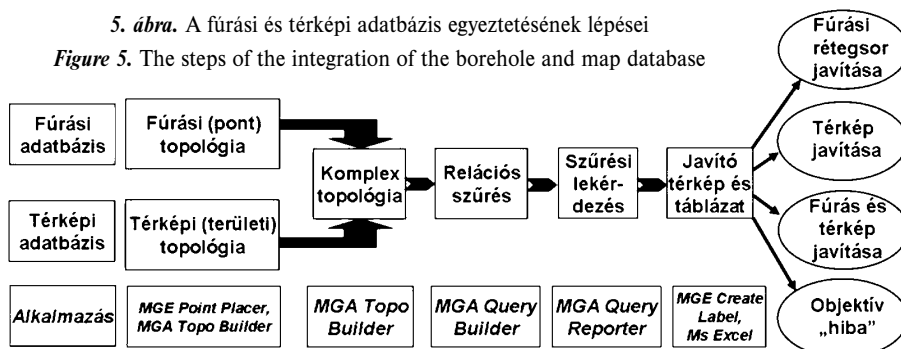 5. ábra. A fúrási és térképi adatbázis egyeztetésének lépései
Figure 5. The steps of the integration of the borehole and map database
Fúrási
adatbázis
Fúrási (pont)
topológia
Térképi
adatbázis
Térképi (területi)
topológia
Komplex
topológia
Relációs
szűrés
Szűrési
lekér-
dezés
Javító
térkép és
táblázat
Fúrási
rétegsor
javítása
Térkép
javítása
Fúrás és
térkép
javítása
Objektív
„hiba”
Alkalmazás
MGE Point Placer,
MGA Topo Builder
MGA Topo
Builder
MGA Query
Builder
MGA Query
Reporter
MGE Create
Label,
Ms Excel